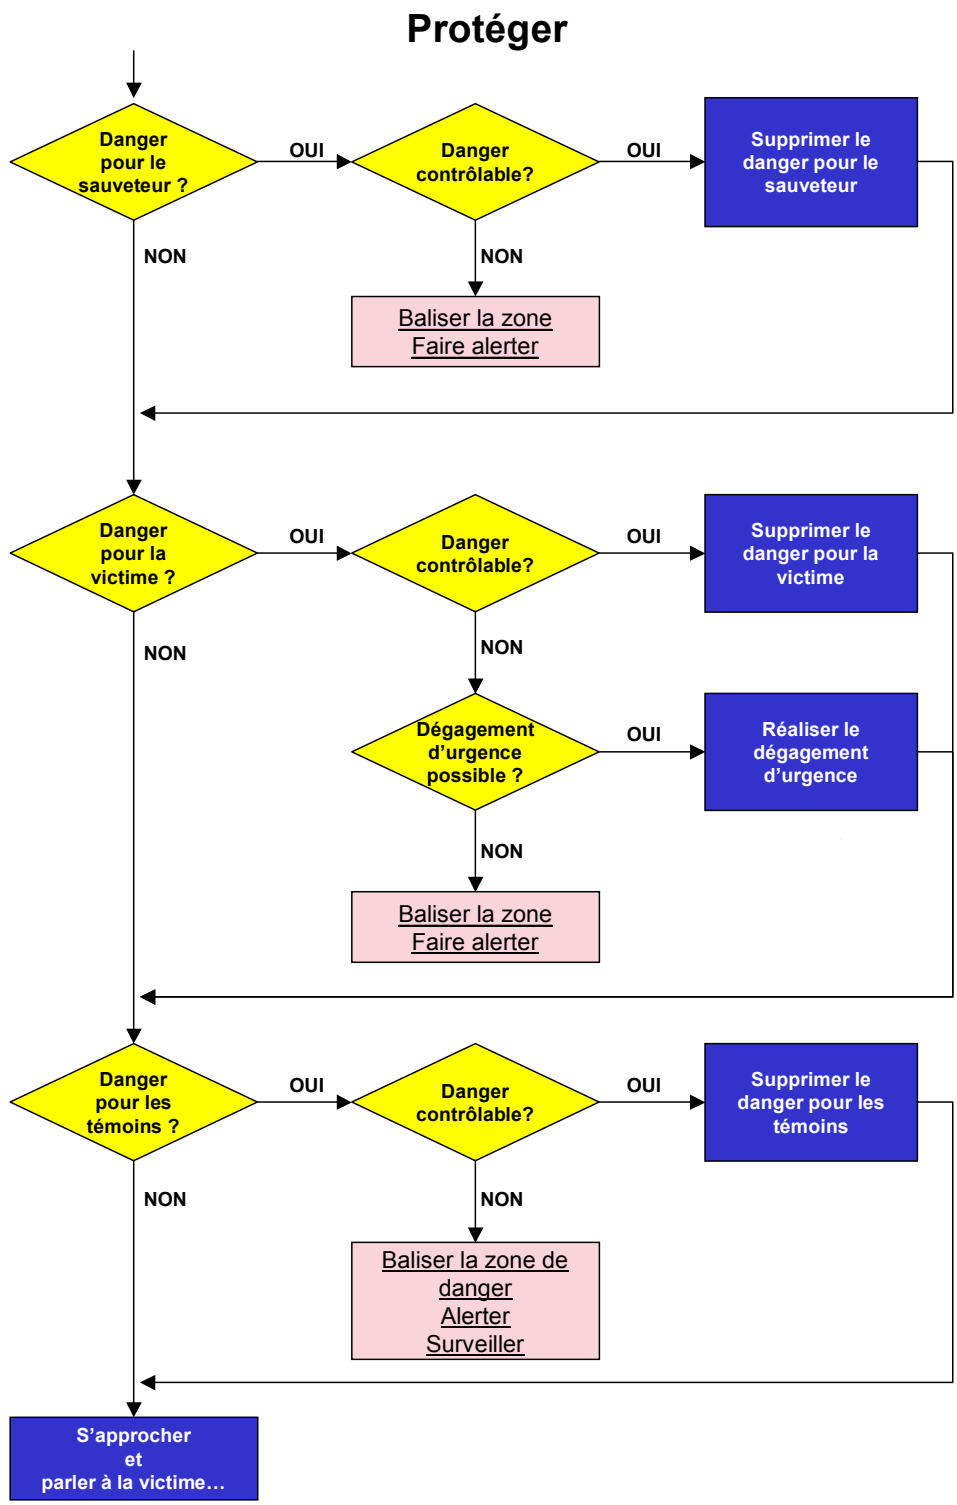 Protéger
Danger
pour le
sauveteur ?
OUI
Danger
contrôlable?
OUI
Supprimer le
danger pour le
sauveteur
NON
NON
Baliser la zone
Faire alerter
Danger
pour la
victime ?
OUI
Danger
contrôlable?
OUI
Supprimer le
danger pour la
victime
NON
NON
Dégagement
d’urgence
possible ?
OUI
Réaliser le
dégagement
d’urgence
NON
Baliser la zone
Faire alerter
Danger
pour les
témoins ?
OUI
Danger
contrôlable?
OUI
Supprimer le
danger pour les
témoins
NON
NON
Baliser la zone de
danger
Alerter
Surveiller
S’approcher
et
parler à la victime…